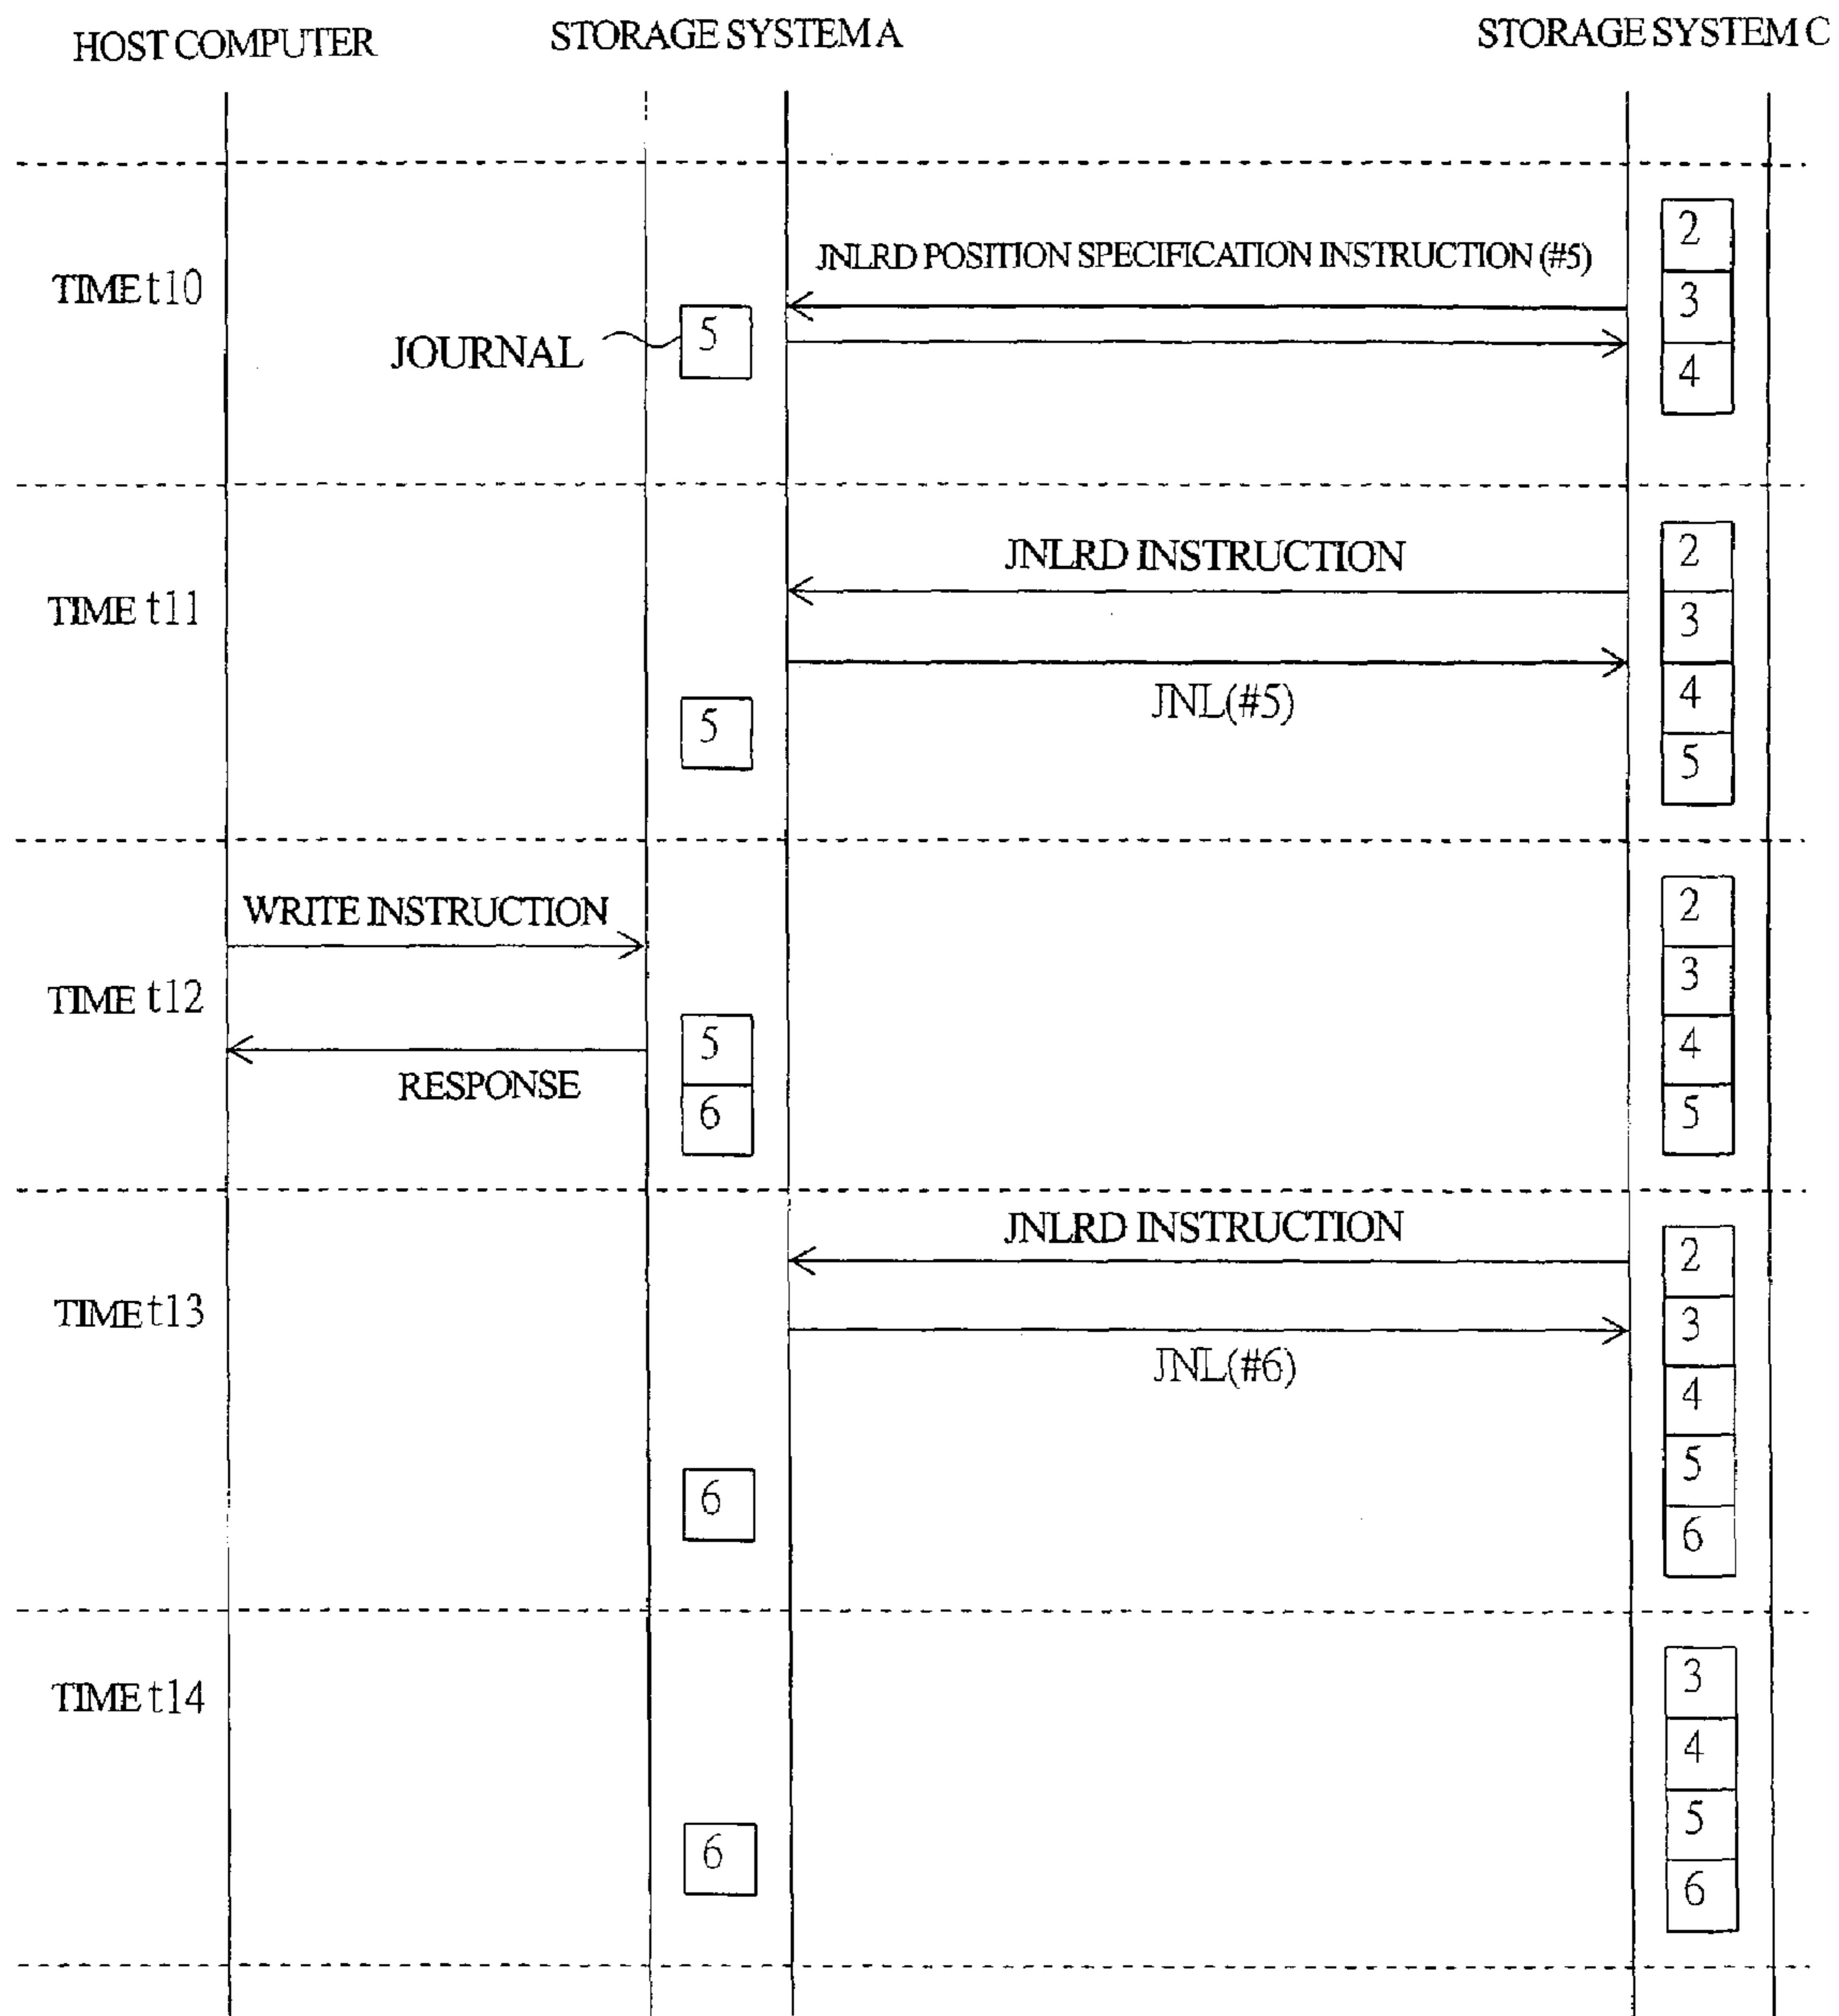 HOST COMPUTER
STORAGE SYSTEM A
STORAGE SYSTEM C
TIME t10
JOURNAL
5
JNLRD POSITION SPECIFICATION INSTRUCTION (#5)
2
3
4
TIME t11
JNLRD INSTRUCTION
JNL(#5)
5
2
3
4
5
TIME t12
WRITE INSTRUCTION
RESPONSE
5
6
2
3
4
5
TIME t13
JNLRD INSTRUCTION
JNL(#6)
6
2
3
4
5
6
TIME t14
6
3
4
5
6